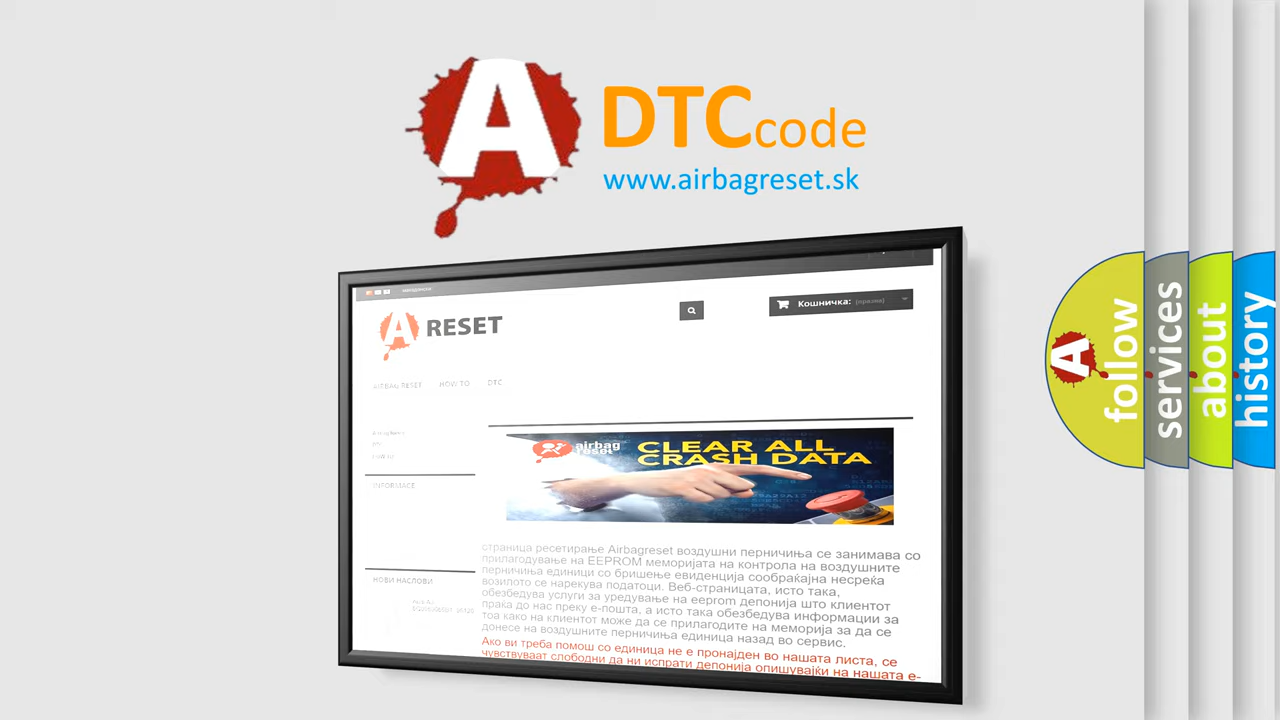 A DTC code
www.airbagreset.sk
Кошничка: (празни)
A RESET
AIRBAG RESET HOW TO DTC
airbag
reset
CLEAR ALL
CRASH DATA
INFORMACE
страница ресетирање Airbagreset воздушни перничиња се занимава со
прилагодување на EEPROM меморијата на контрола на воздушните
перничиња единици со бришење евиденција сообраќајна несреќа
возилото се нарекува податоци. Веб-страницата, исто така,
обезбедува услуги за уредување на eeprom депонија што клиентот
праќа до нас преку е-пошта, а исто така обезбедува информации за
тоа како на клиентот може да се прилагодите на меморија за да се
донесе на воздушните перничиња единица назад во сервис.
Ако ви треба помош со единица не е пронајден во нашата листа, се
чувствуваат слободни да ни испрати депонија опишувајќи на нашата е-
НОВИ НАСЛОВИ
A
follow
services
about
history